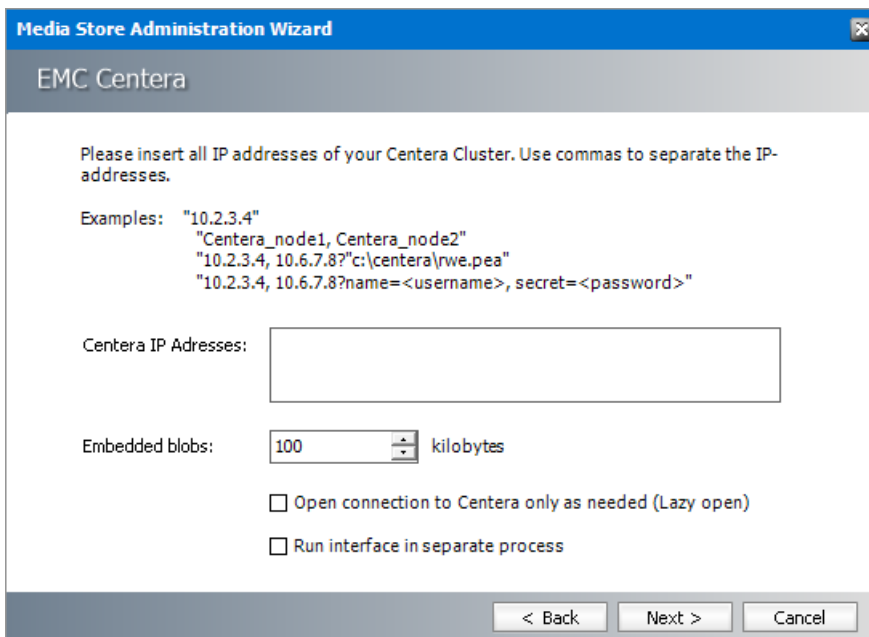 Media Store Administration Wizard
EMC Centera
Please insert all IP addresses of your Centera Cluster. Use commas to separate the IP-
addresses.
Examples: "10.2.3.4"
"Centera_node1, Centera_node2"
"10.2.3.4, 10.6.7.8?"c:\centera\rwe.pea"
"10.2.3.4, 10.6.7.8?name=<username>, secret=<password>"
Centera IP Adresses:
Embedded blobs: 100 kilobytes
Open connection to Centera only as needed (Lazy open)
Run interface in separate process
< Back Next > Cancel